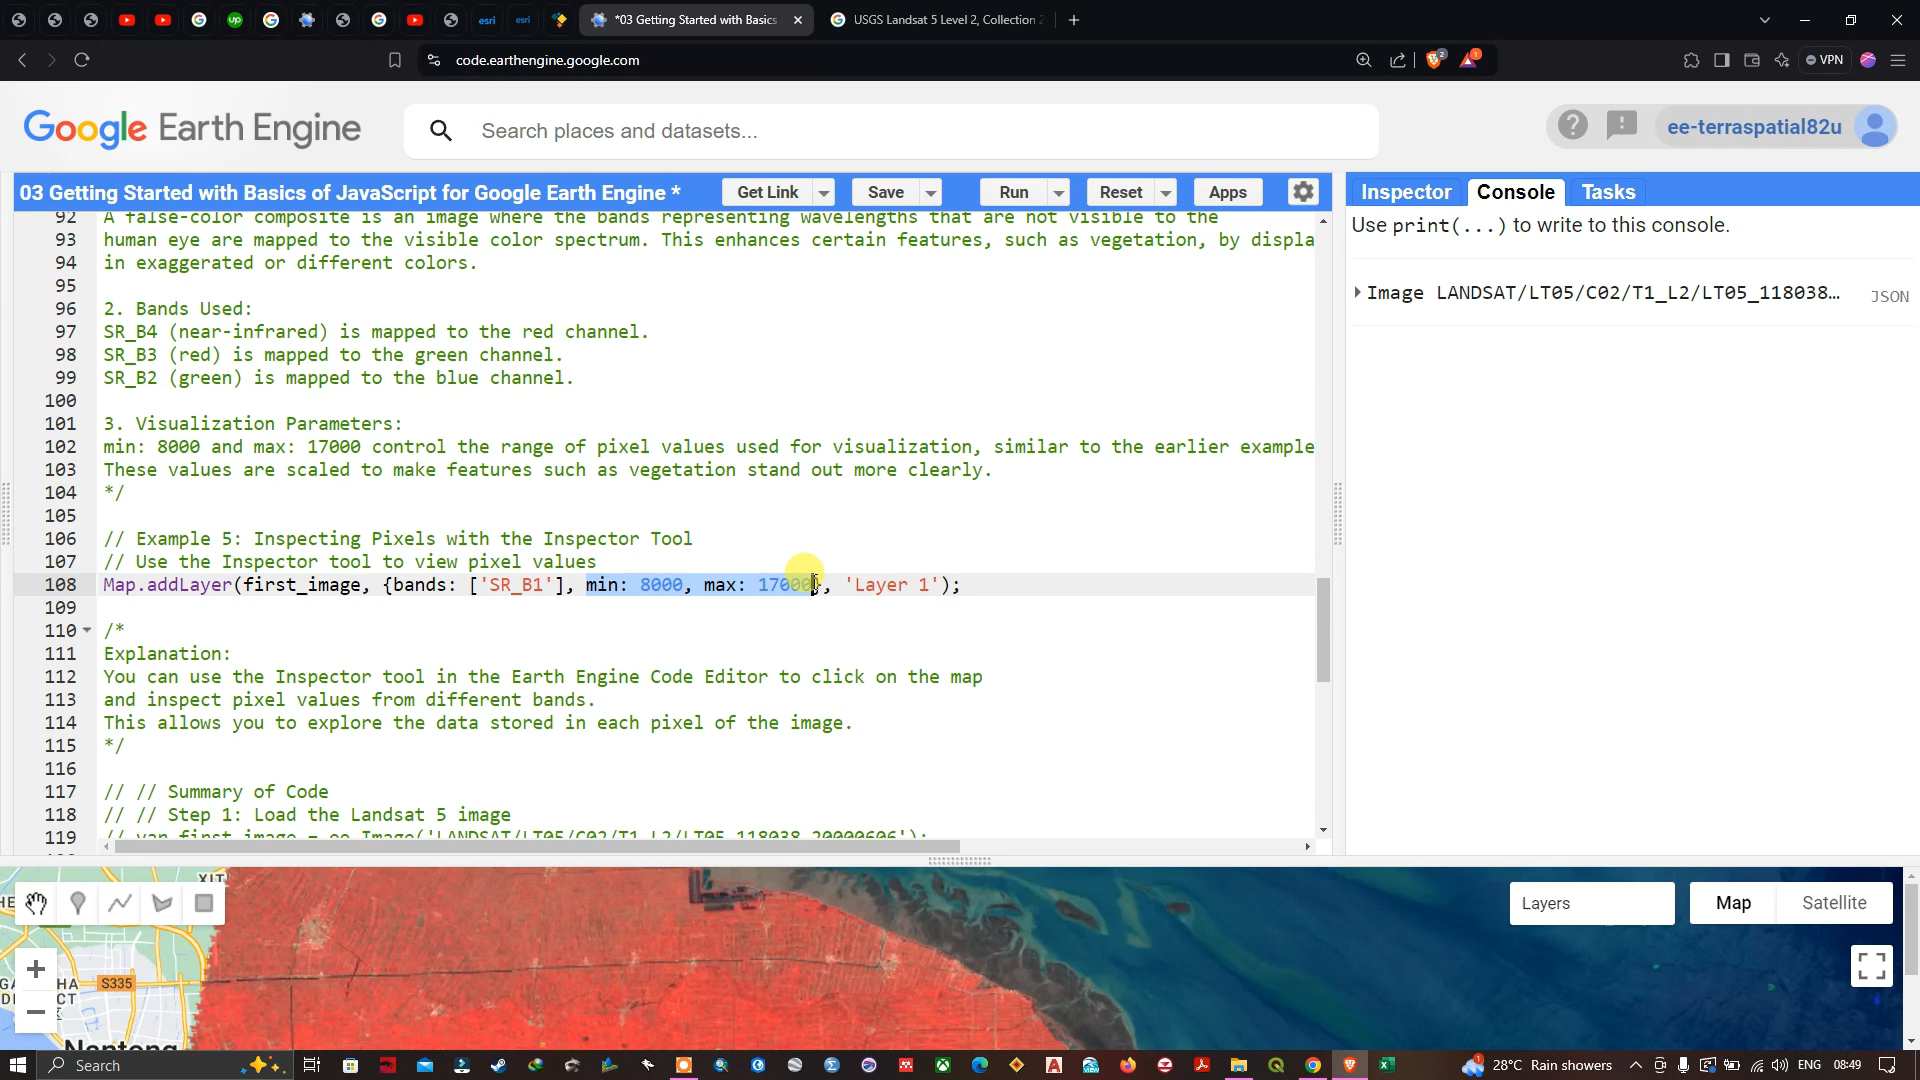 *03 Getting Started with Basics
USGS Landsat 5 Level 2, Collection 2
code.earthengine.google.com
VPN
Google Earth Engine
Search places and datasets...
ee-terraspatial82u
03 Getting Started with Basics of JavaScript for Google Earth Engine *
Get Link
Save
Run
Reset
Apps
Inspector
Console
Tasks
Use print(...) to write to this console.
Image LANDSAT/LT05/C02/T1_L2/LT05_118038…
JSON
92 A false-color composite is an image where the bands representing wavelengths that are not visible to the
93 human eye are mapped to the visible color spectrum. This enhances certain features, such as vegetation, by displa
94 in exaggerated or different colors.
95
96 2. Bands Used:
97 SR_B4 (near-infrared) is mapped to the red channel.
98 SR_B3 (red) is mapped to the green channel.
99 SR_B2 (green) is mapped to the blue channel.
100
101 3. Visualization Parameters:
102 min: 8000 and max: 17000 control the range of pixel values used for visualization, similar to the earlier example
103 These values are scaled to make features such as vegetation stand out more clearly.
104 */
105
106 // Example 5: Inspecting Pixels with the Inspector Tool
107 // Use the Inspector tool to view pixel values
108 Map.addLayer(first_image, {bands: ['SR_B1'], min: 8000, max: 17000}, 'Layer 1');
109
110 /*
111 Explanation:
112 You can use the Inspector tool in the Earth Engine Code Editor to click on the map
113 and inspect pixel values from different bands.
114 This allows you to explore the data stored in each pixel of the image.
115 */
116
117 // // Summary of Code
118 // // Step 1: Load the Landsat 5 image
119 // var first_image = ee.Image('LANDSAT/LT05/C02/T1_L2/LT05_118038_20000606');
Layers
Map
Satellite
S335
Nantong
Search
28°C Rain showers
ENG
08:49